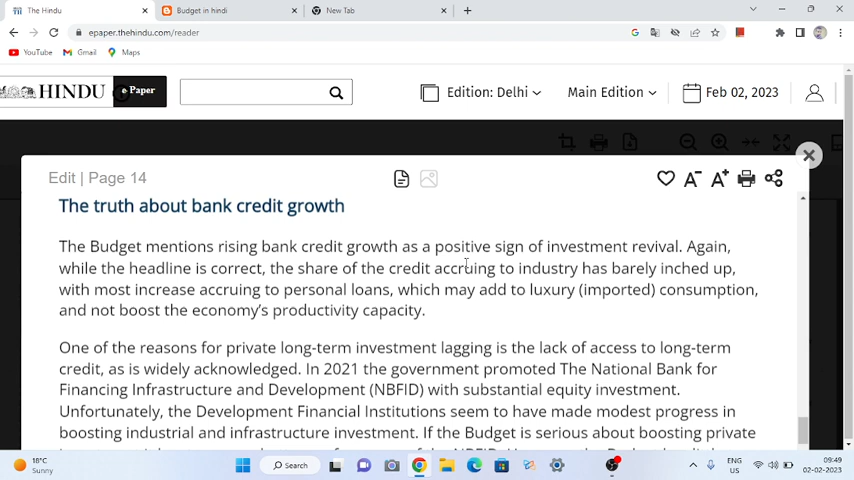 The Hindu
Budget in hindi
New Tab
epaper.thehindu.com/reader
YouTube
Gmail
Maps
HINDU
e Paper
Edition: Delhi
Main Edition
Feb 02, 2023
Edit | Page 14
A-
A+
The truth about bank credit growth
The Budget mentions rising bank credit growth as a positive sign of investment revival. Again,
while the headline is correct, the share of the credit accruing to industry has barely inched up,
with most increase accruing to personal loans, which may add to luxury (imported) consumption,
and not boost the economy's productivity capacity.
One of the reasons for private long-term investment lagging is the lack of access to long-term
credit, as is widely acknowledged. In 2021 the government promoted The National Bank for
Financing Infrastructure and Development (NBFID) with substantial equity investment.
Unfortunately, the Development Financial Institutions seem to have made modest progress in
boosting industrial and infrastructure investment. If the Budget is serious about boosting private
18°C
Sunny
Search
ENG
US
09:49
02-02-2023